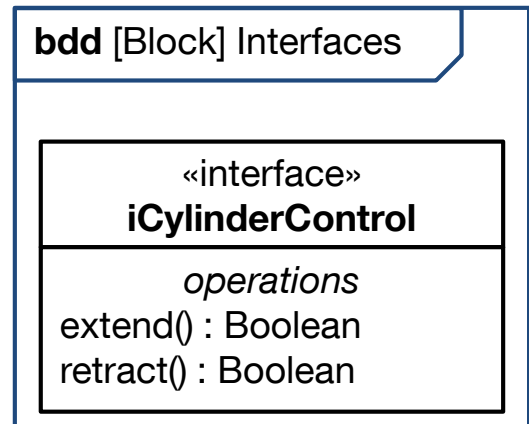 bdd [Block] Interfaces
«interface»
iCylinderControl
operations
extend() : Boolean
retract() : Boolean